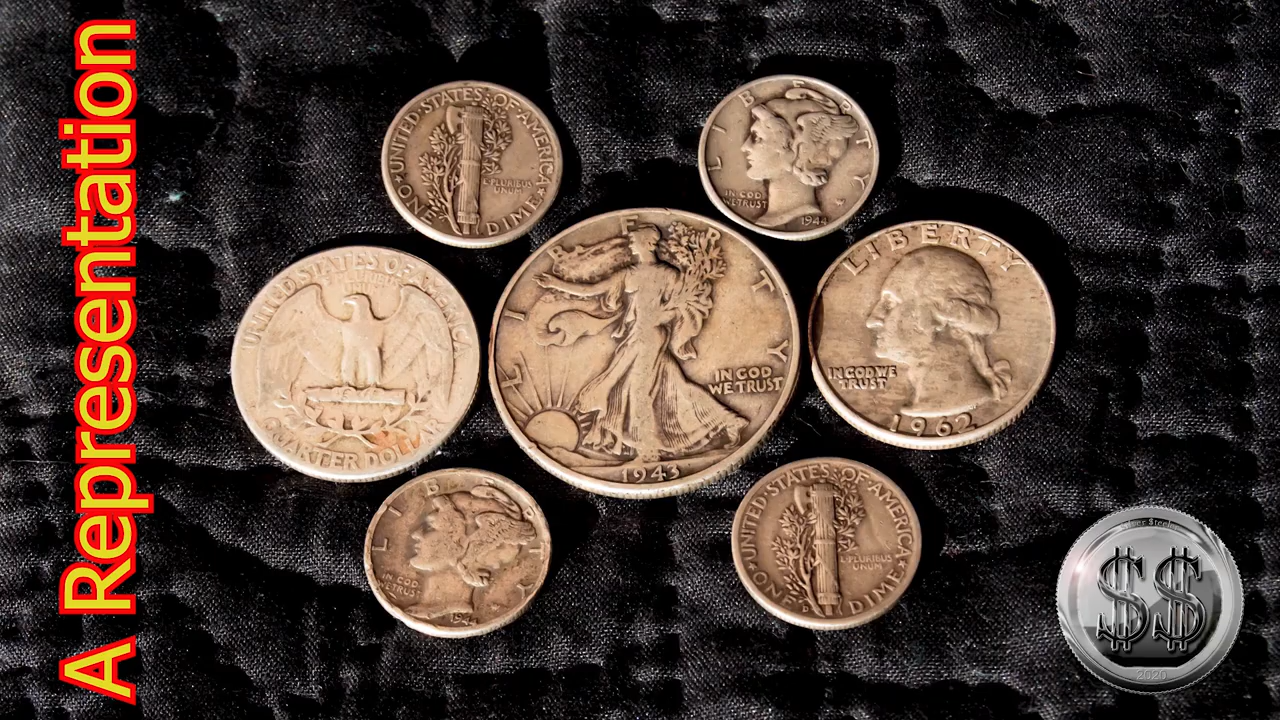 A Representation
UNITED·STATES·OF·AMERICA
E·PLURIBUS
UNUM
ONE DIME
LIBERTY
IN GOD
WE TRUST
1944
UNITED STATES OF AMERICA
QUARTER DOLLAR
LIBERTY
IN GOD
WE TRUST
1943
LIBERTY
IN GOD WE
TRUST
1962
LIBERTY
IN GOD
WE TRUST
UNITED·STATES·OF·AMERICA
E·PLURIBUS
UNUM
ONE DIME
D
$$
2020